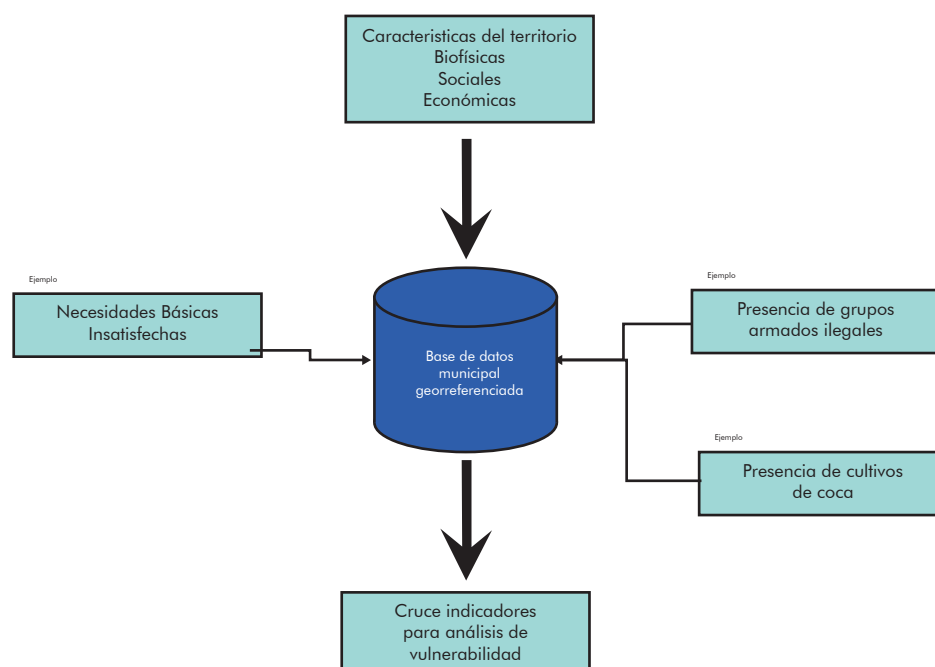 Caracteristicas del territorio
Biofísicas
Sociales
Económicas
Ejemplo
Necesidades Básicas
Insatisfechas
Base de datos
municipal
georreferenciada
Ejemplo
Presencia de grupos
armados ilegales
Ejemplo
Presencia de cultivos
de coca
Cruce indicadores
para análisis de
vulnerabilidad